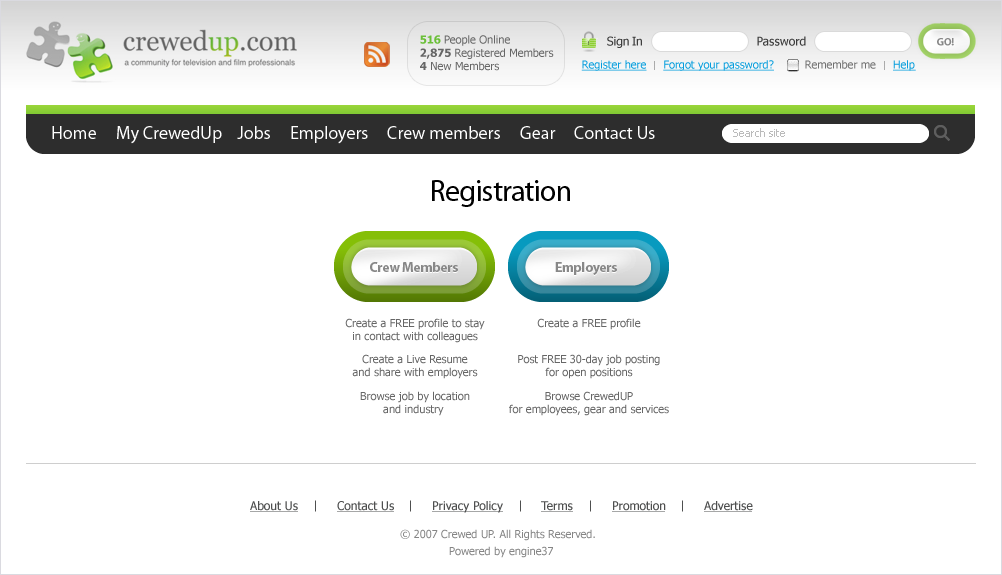 crewedup.com
a community for television and film professionals
516 People Online
2,875 Registered Members
4 New Members
Sign In
Password
GO!
Register here | Forgot your password?
Remember me | Help
Home My CrewedUp Jobs Employers Crew members Gear Contact Us
Search site
Registration
Crew Members
Employers
Create a FREE profile to stay
in contact with colleagues
Create a Live Resume
and share with employers
Browse job by location
and industry
Create a FREE profile
Post FREE 30-day job posting
for open positions
Browse CrewedUP
for employees, gear and services
About Us | Contact Us | Privacy Policy | Terms | Promotion | Advertise
© 2007 Crewed UP. All Rights Reserved.
Powered by engine37